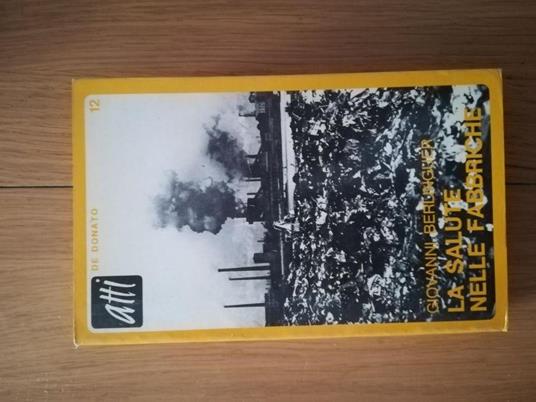 atti
DE DONATO
12
GIOVANNI BERLINGUER
LA SALUTE
NELLE FABBRICHE